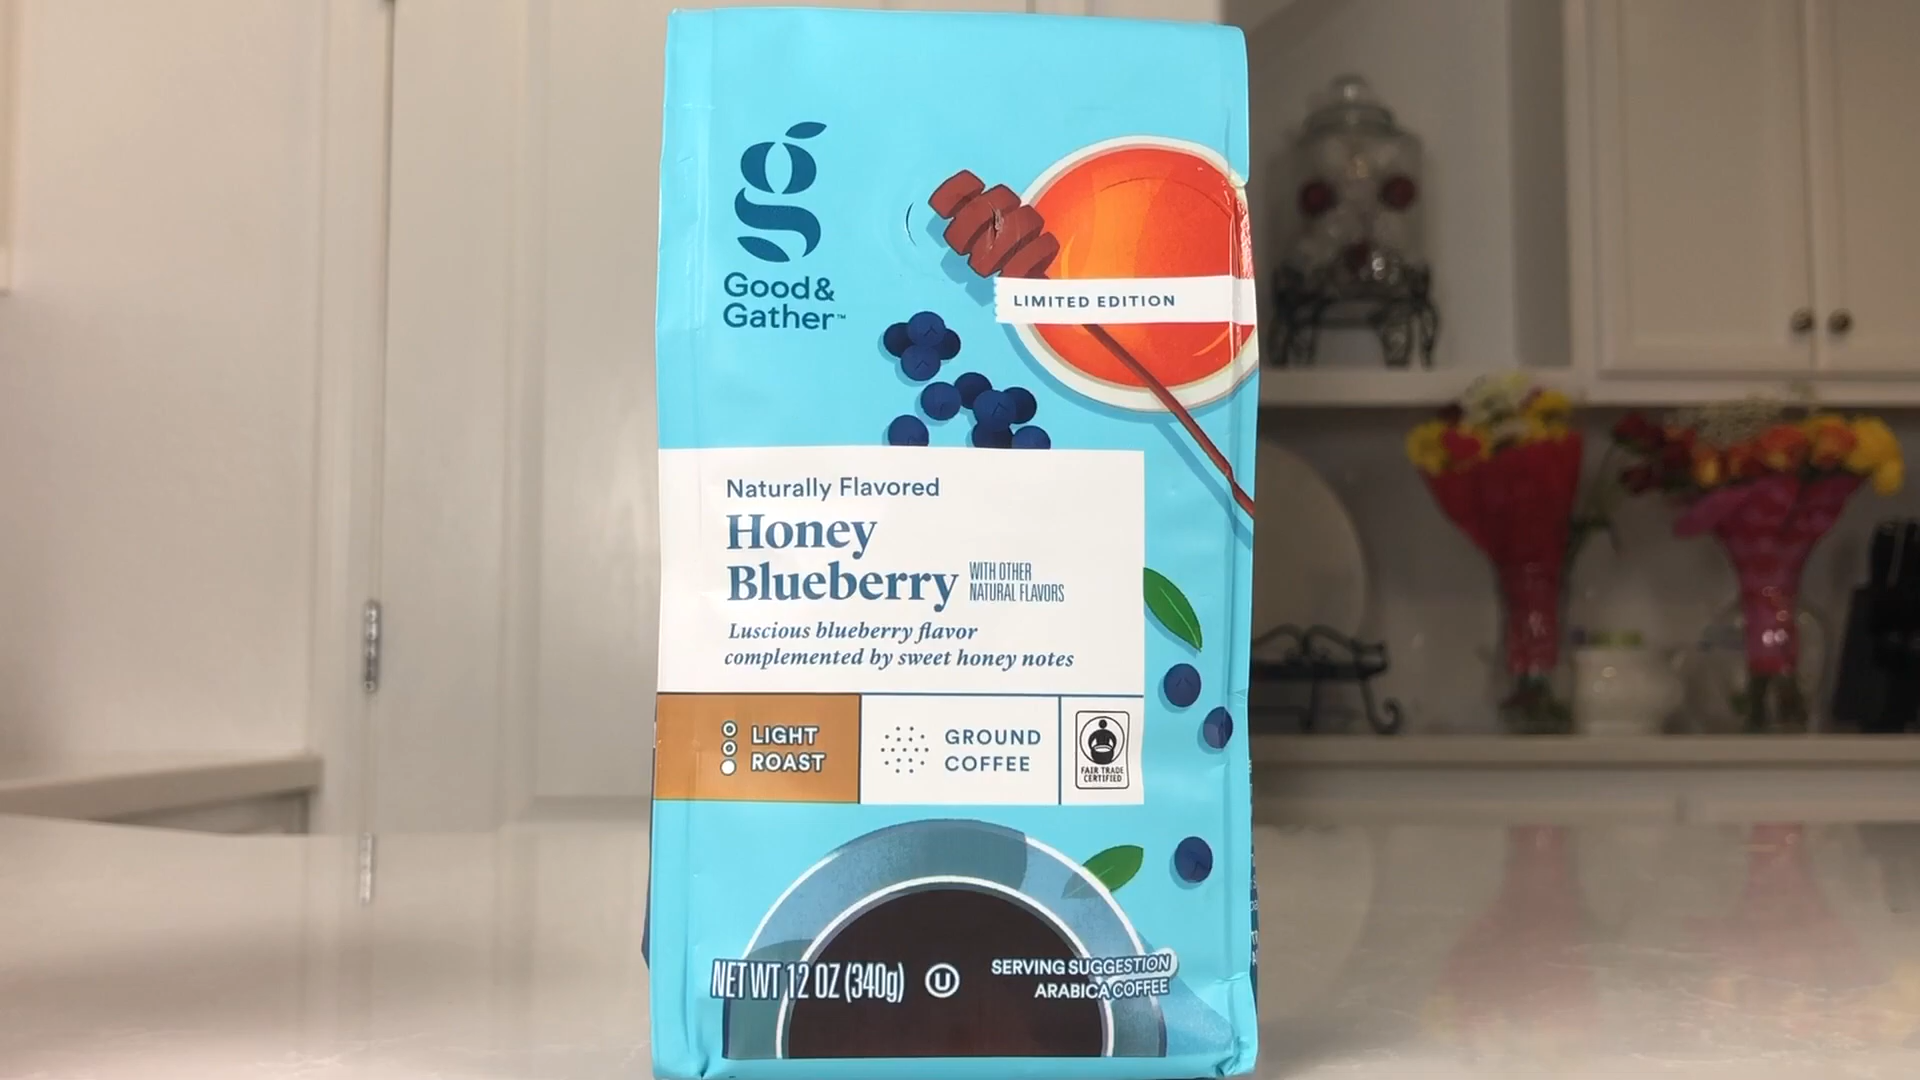 Good&
Gather™
LIMITED EDITION
Naturally Flavored
Honey
Blueberry
WITH OTHER
NATURAL FLAVORS
Luscious blueberry flavor
complemented by sweet honey notes
LIGHT
ROAST
GROUND
COFFEE
FAIR TRADE
CERTIFIED
NET WT 12 OZ (340g)
U
SERVING SUGGESTION
ARABICA COFFEE